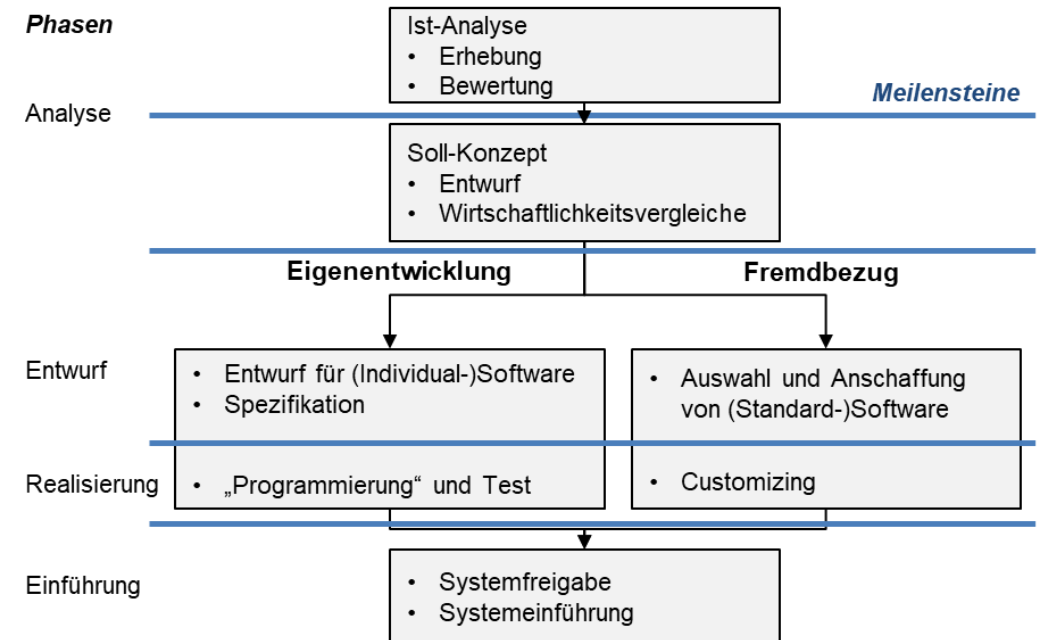 Phasen
Ist-Analyse
• Erhebung
• Bewertung
Meilensteine
Analyse
Soll-Konzept
• Entwurf
• Wirtschaftlichkeitsvergleiche
Eigenentwicklung
Fremdbezug
Entwurf
• Entwurf für (Individual-)Software
• Spezifikation
• Auswahl und Anschaffung
von (Standard-)Software
Realisierung
• „Programmierung“ und Test
• Customizing
Einführung
• Systemfreigabe
• Systemeinführung